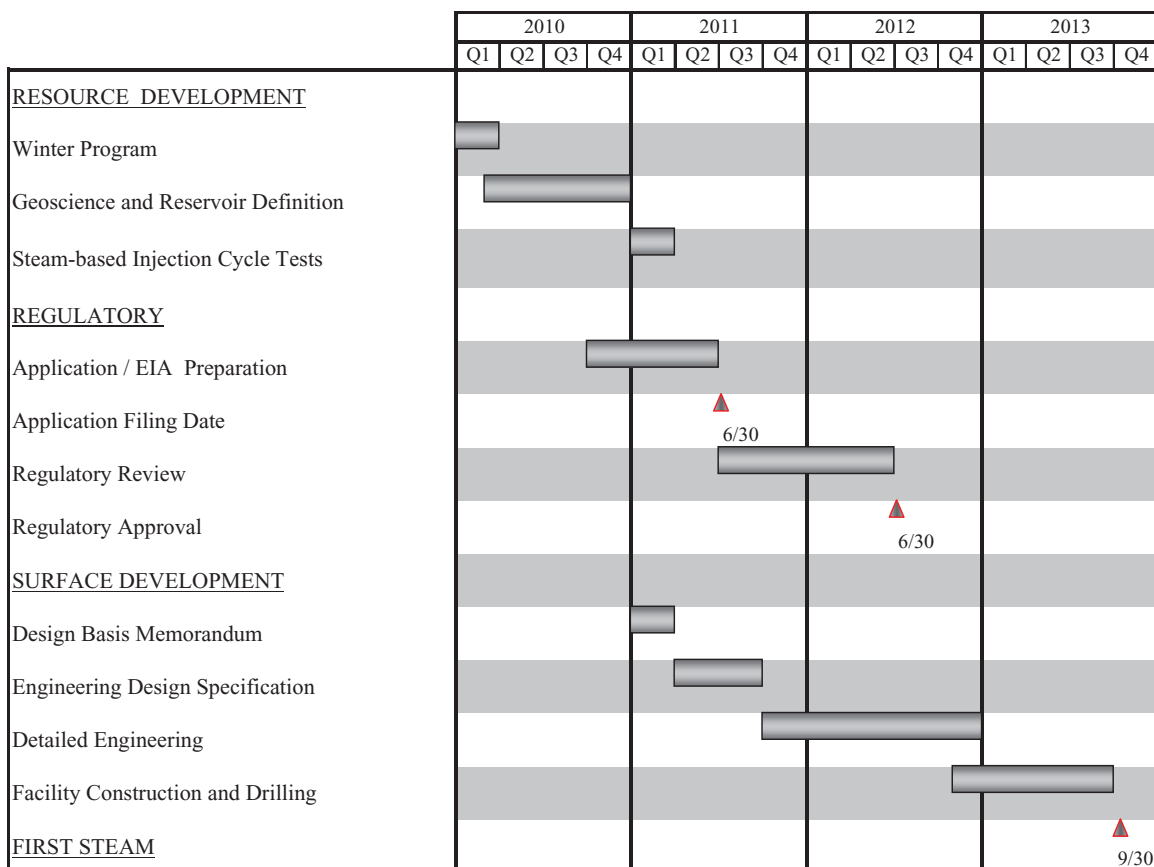 2010 2011 2012 2013
Q1 Q2 Q3 Q4 Q1 Q2 Q3 Q4 Q1 Q2 Q3 Q4 Q1 Q2 Q3 Q4
RESOURCE DEVELOPMENT
Winter Program
Geoscience and Reservoir Definition
Steam-based Injection Cycle Tests
REGULATORY
Application / EIA Preparation
Application Filing Date
6/30
Regulatory Review
Regulatory Approval
6/30
SURFACE DEVELOPMENT
Design Basis Memorandum
Engineering Design Specification
Detailed Engineering
Facility Construction and Drilling
FIRST STEAM
9/30